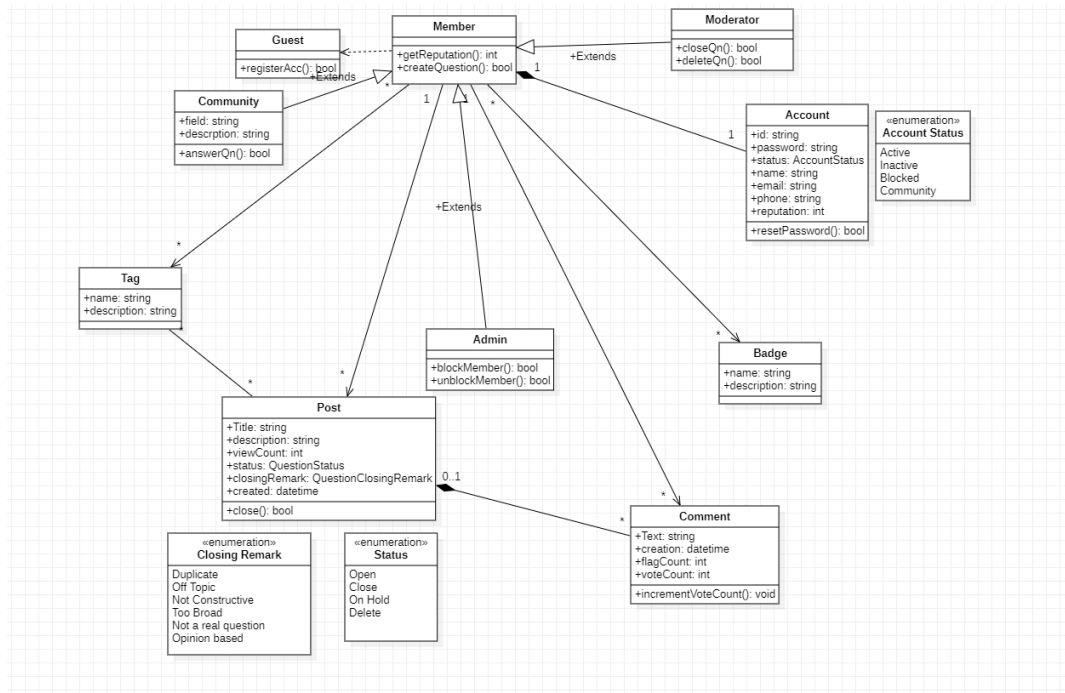 Guest
+registerAcc(): bool
Member
+getReputation(): int
+createQuestion(): bool
Moderator
+closeQn(): bool
+deleteQn(): bool
+Extends
+Extends
+Extends
Community
+field: string
+descrption: string
+answerQn(): bool
Account
+id: string
+password: string
+status: AccountStatus
+name: string
+email: string
+phone: string
+reputation: int
+resetPassword(): bool
«enumeration»
Account Status
Active
Inactive
Blocked
Community
1
1
*
1
1
*
*
*
*
*
*
*
0..1
*
*
Tag
+name: string
+description: string
Admin
+blockMember(): bool
+unblockMember(): bool
Badge
+name: string
+description: string
Post
+Title: string
+description: string
+viewCount: int
+status: QuestionStatus
+closingRemark: QuestionClosingRemark
+created: datetime
+close(): bool
Comment
+Text: string
+creation: datetime
+flagCount: int
+voteCount: int
+incrementVoteCount(): void
«enumeration»
Closing Remark
Duplicate
Off Topic
Not Constructive
Too Broad
Not a real question
Opinion based
«enumeration»
Status
Open
Close
On Hold
Delete